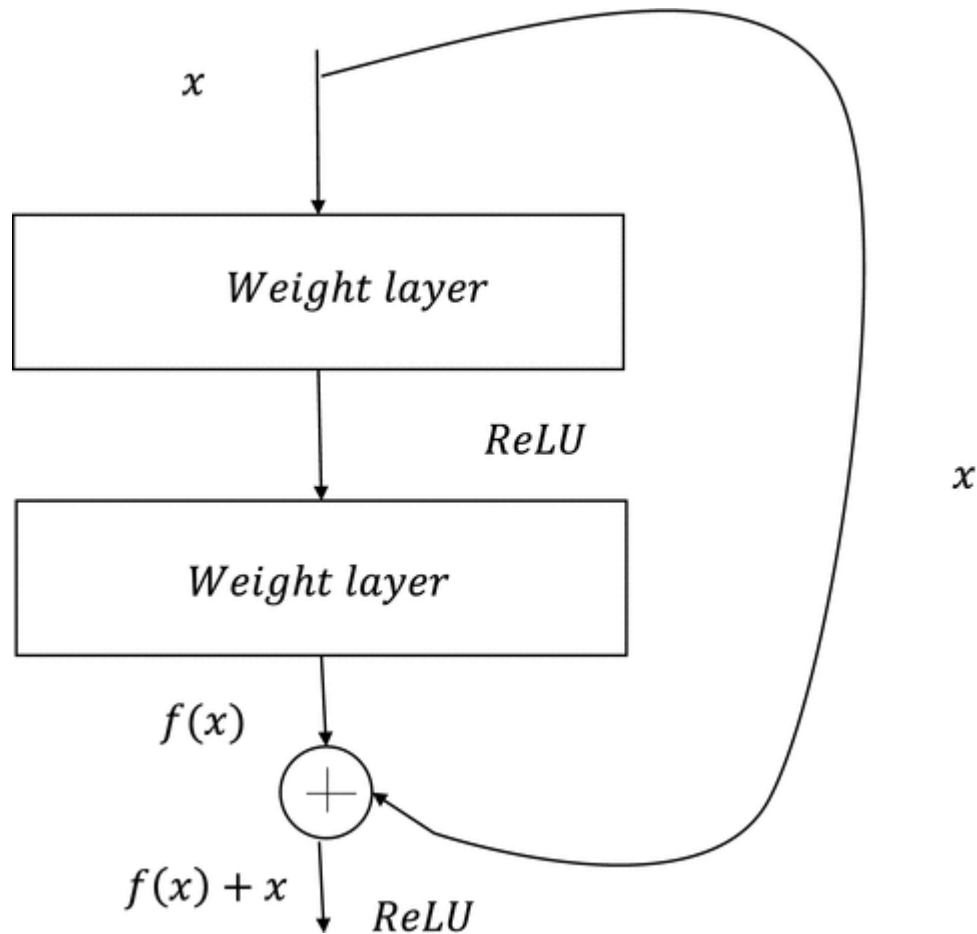 x
Weight layer
ReLU
x
Weight layer
f(x)
+
f(x) + x
ReLU